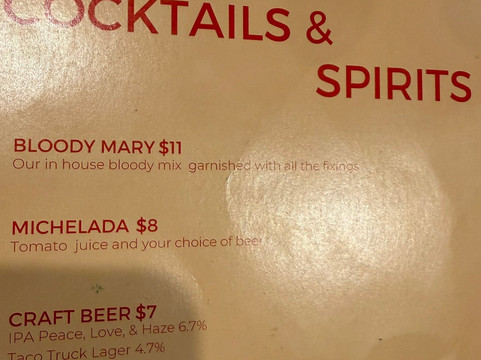 COCKTAILS &
SPIRITS
BLOODY MARY $11
Our in house bloody mix garnished with all the fixings
MICHELADA $8
Tomato juice and your choice of beer
CRAFT BEER $7
IPA Peace, Love, & Haze 6.7%
Taco Truck Lager 4.7%